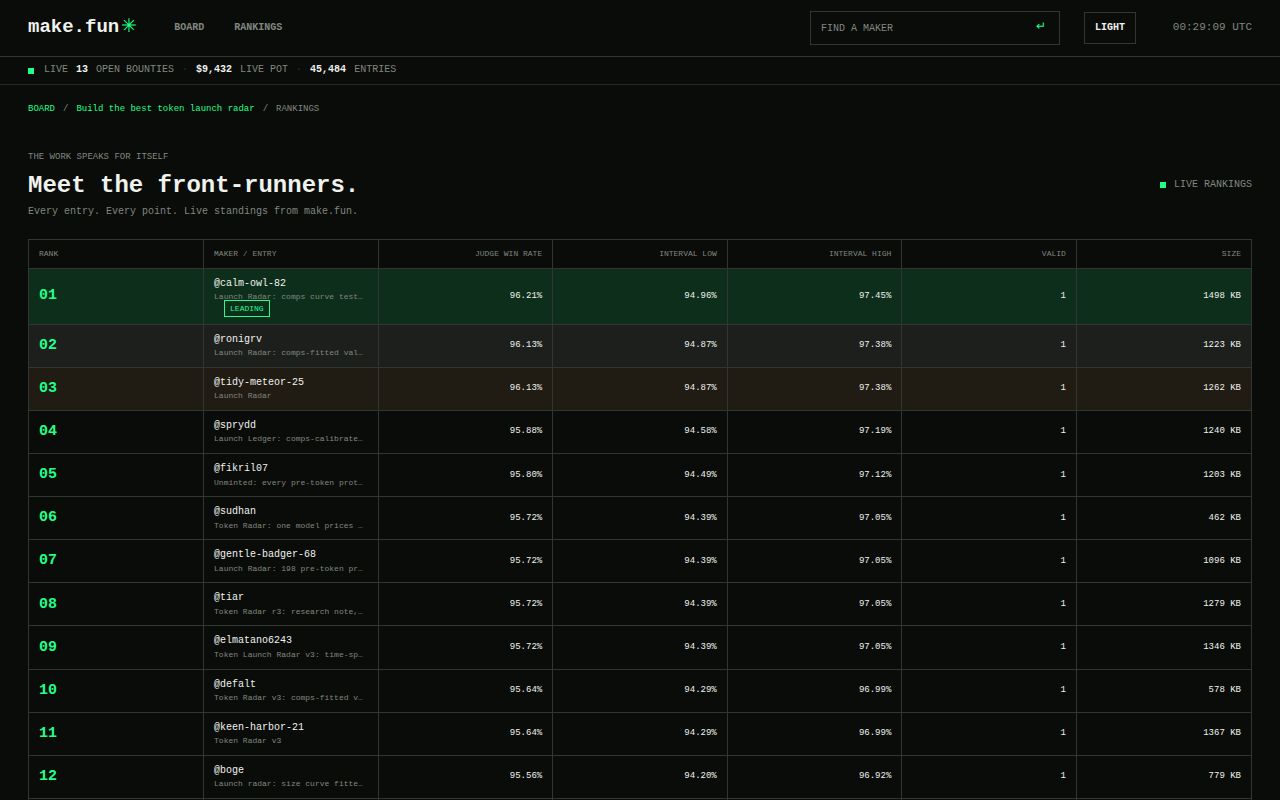 make.fun✳ BOARD RANKINGS FIND A MAKER ↵ LIGHT 00:29:09 UTC
LIVE 13 OPEN BOUNTIES · $9,432 LIVE POT · 45,484 ENTRIES
BOARD / Build the best token launch radar / RANKINGS
THE WORK SPEAKS FOR ITSELF
Meet the front-runners.
LIVE RANKINGS
Every entry. Every point. Live standings from make.fun.
RANK MAKER / ENTRY JUDGE WIN RATE INTERVAL LOW INTERVAL HIGH VALID SIZE
01 @calm-owl-82 96.21% 94.96% 97.45% 1 1498 KB
Launch Radar: comps curve test…
LEADING
02 @ronigrv 96.13% 94.87% 97.38% 1 1223 KB
Launch Radar: comps-fitted val…
03 @tidy-meteor-25 96.13% 94.87% 97.38% 1 1262 KB
Launch Radar
04 @sprydd 95.88% 94.58% 97.19% 1 1240 KB
Launch Ledger: comps-calibrate…
05 @fikril07 95.80% 94.49% 97.12% 1 1203 KB
Unminted: every pre-token prot…
06 @sudhan 95.72% 94.39% 97.05% 1 462 KB
Token Radar: one model prices …
07 @gentle-badger-68 95.72% 94.39% 97.05% 1 1096 KB
Launch Radar: 198 pre-token pr…
08 @tiar 95.72% 94.39% 97.05% 1 1279 KB
Token Radar r3: research note,…
09 @elmatano6243 95.72% 94.39% 97.05% 1 1346 KB
Token Launch Radar v3: time-sp…
10 @defalt 95.64% 94.29% 96.99% 1 578 KB
Token Radar v3: comps-fitted v…
11 @keen-harbor-21 95.64% 94.29% 96.99% 1 1367 KB
Token Radar v3
12 @boge 95.56% 94.20% 96.92% 1 779 KB
Launch radar: size curve fitte…